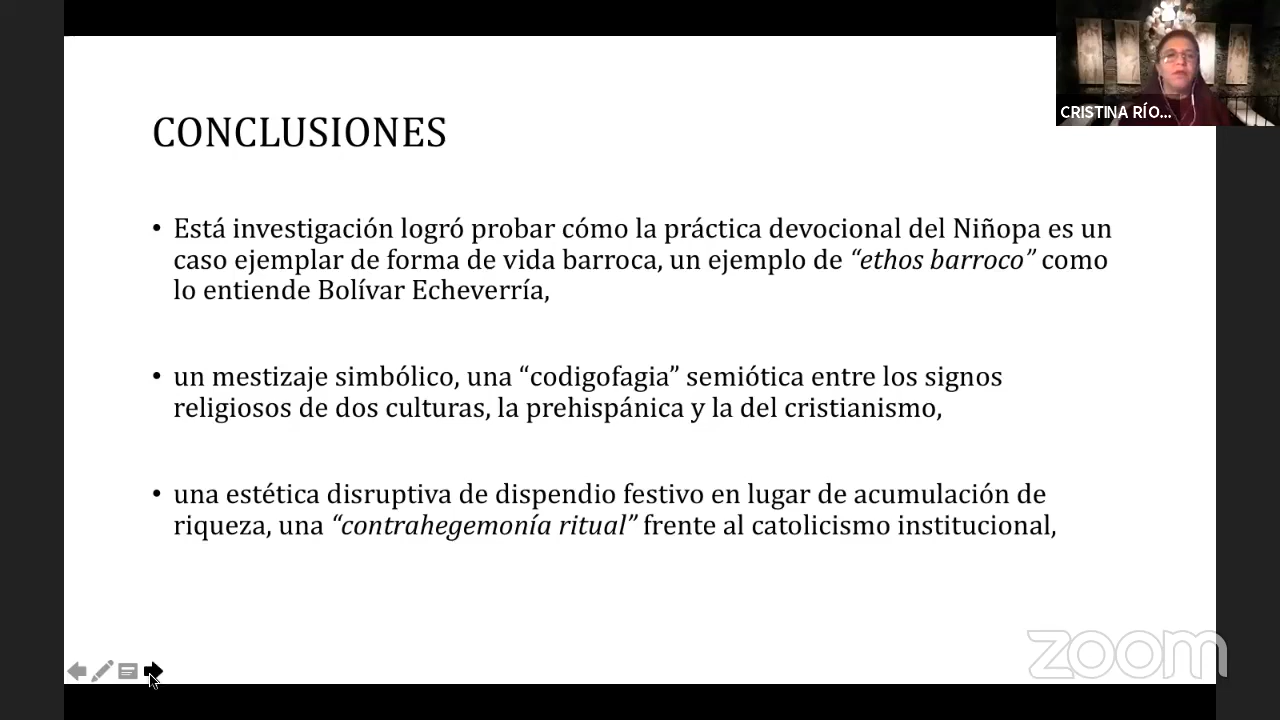 CRISTINA RÍO...
CONCLUSIONES
• Está investigación logró probar cómo la práctica devocional del Niñopa es un
caso ejemplar de forma de vida barroca, un ejemplo de “ethos barroco” como
lo entiende Bolívar Echeverría,
• un mestizaje simbólico, una “codigofagia” semiótica entre los signos
religiosos de dos culturas, la prehispánica y la del cristianismo,
• una estética disruptiva de dispendio festivo en lugar de acumulación de
riqueza, una “contrahegemonía ritual” frente al catolicismo institucional,
zoom